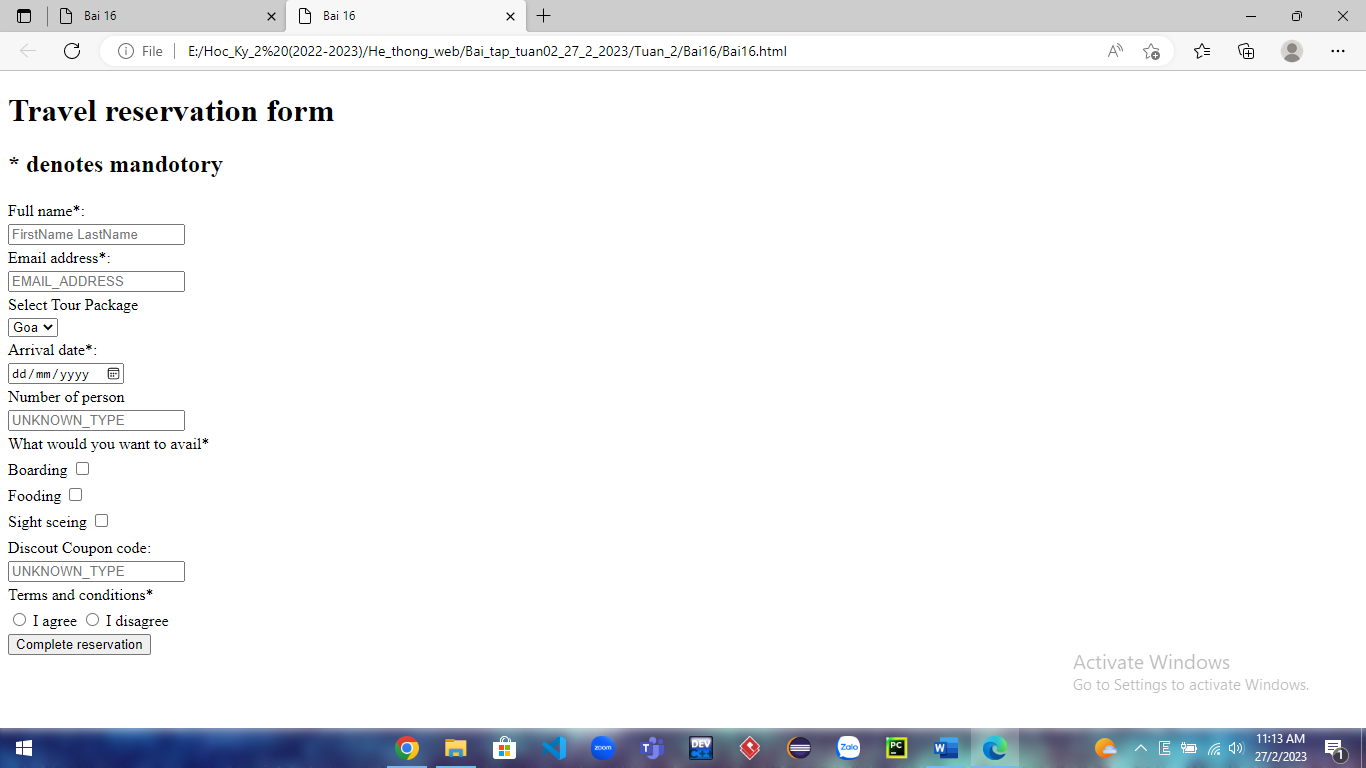 Bai 16
Bai 16
File
E:/Hoc_Ky_2%20(2022-2023)/He_thong_web/Bai_tap_tuan02_27_2_2023/Tuan_2/Bai16/Bai16.html
Travel reservation form
* denotes mandotory
Full name*:
FirstName LastName
Email address*:
EMAIL_ADDRESS
Select Tour Package
Goa
Arrival date*:
dd/mm/yyyy
Number of person
UNKNOWN_TYPE
What would you want to avail*
Boarding
Fooding
Sight sceing
Discout Coupon code:
UNKNOWN_TYPE
Terms and conditions*
I agree I disagree
Complete reservation
Activate Windows
Go to Settings to activate Windows.
zoom
T
DEV
Zalo
PC
W
E
11:13 AM
27/2/2023
1